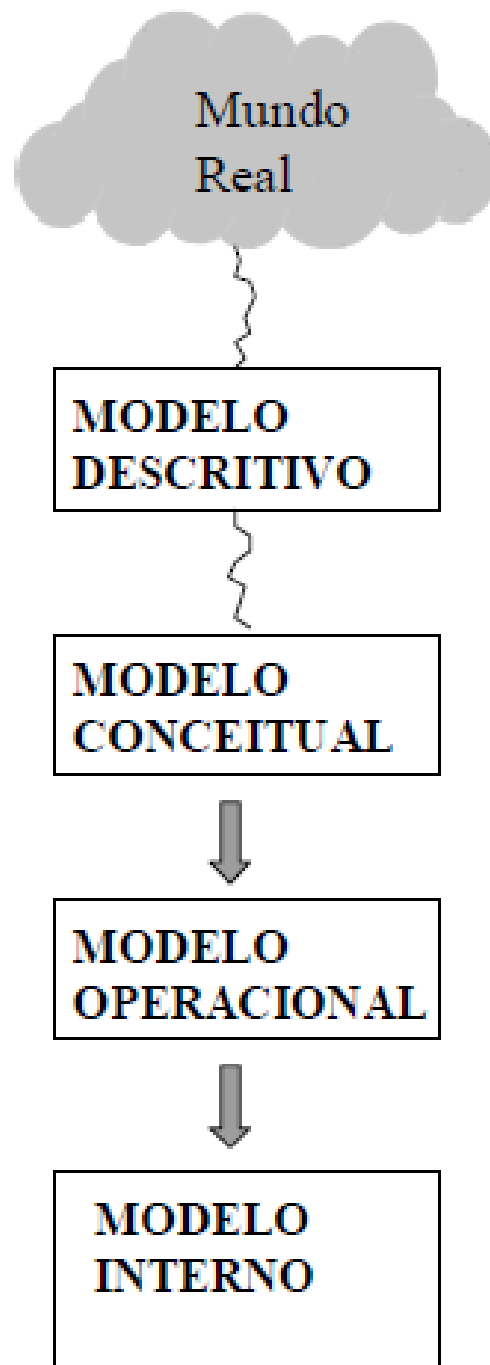 Mundo
Real
MODELO
DESCRITIVO
MODELO
CONCEITUAL
MODELO
OPERACIONAL
MODELO
INTERNO